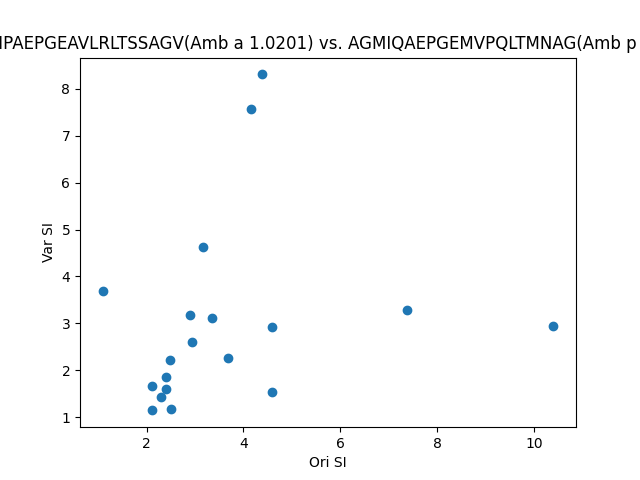 IPAEPGEAVLRLTSSAGV(Amb a 1.0201) vs. AGMIQAEPGEMVPQLTMNAG(Amb p
8
7
6
5
4
3
2
1
Var SI
2 4 6 8 10
Ori SI